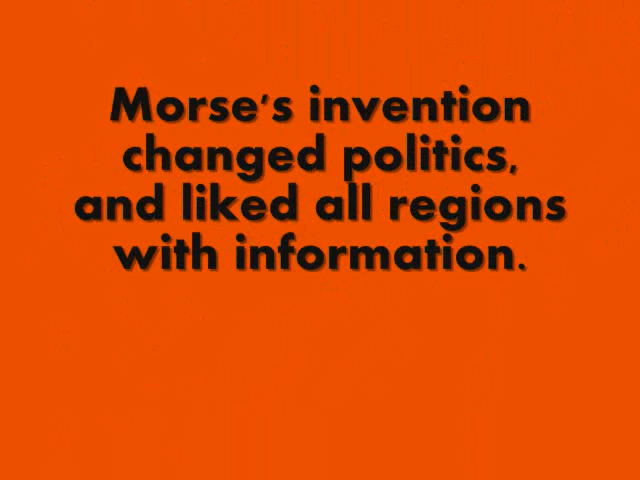 Morse's invention
changed politics,
and liked all regions
with information.